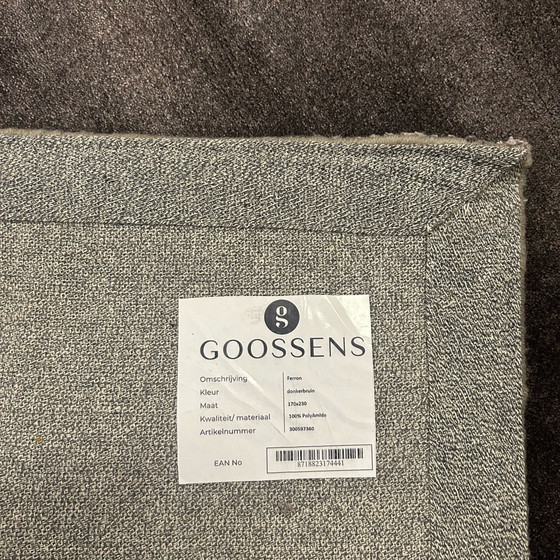 g
GOOSSENS
Omschrijving Ferron
Kleur donkerbruin
Maat 170x230
Kwaliteit/ materiaal 100% Polyamide
Artikelnummer 300597360
EAN No 8718823174441